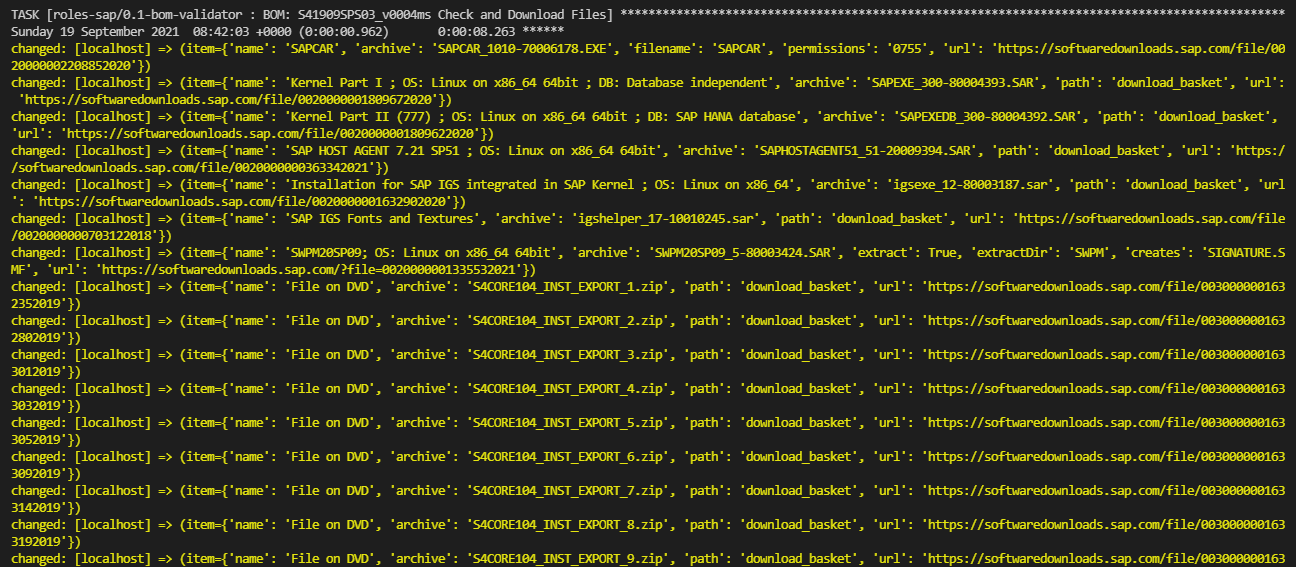 TASK [roles-sap/0.1-bom-validator : BOM: S41909SPS03_v0004ms Check and Download Files] ***********************************************************************************************
Sunday 19 September 2021  08:42:03 +0000 (0:00:00.962)       0:00:08.263 ******
changed: [localhost] => (item={'name': 'SAPCAR', 'archive': 'SAPCAR_1010-70006178.EXE', 'filename': 'SAPCAR', 'permissions': '0755', 'url': 'https://softwaredownloads.sap.com/file/00
20000002208852020'})
changed: [localhost] => (item={'name': 'Kernel Part I ; OS: Linux on x86_64 64bit ; DB: Database independent', 'archive': 'SAPEXE_300-80004393.SAR', 'path': 'download_basket', 'url':
 'https://softwaredownloads.sap.com/file/0020000001809672020'})
changed: [localhost] => (item={'name': 'Kernel Part II (777) ; OS: Linux on x86_64 64bit ; DB: SAP HANA database', 'archive': 'SAPEXEDB_300-80004392.SAR', 'path': 'download_basket',
'url': 'https://softwaredownloads.sap.com/file/0020000001809622020'})
changed: [localhost] => (item={'name': 'SAP HOST AGENT 7.21 SP51 ; OS: Linux on x86_64 64bit', 'archive': 'SAPHOSTAGENT51_51-20009394.SAR', 'path': 'download_basket', 'url': 'https:/
/softwaredownloads.sap.com/file/0020000000363342021'})
changed: [localhost] => (item={'name': 'Installation for SAP IGS integrated in SAP Kernel ; OS: Linux on x86_64', 'archive': 'igsexe_12-80003187.sar', 'path': 'download_basket', 'url
': 'https://softwaredownloads.sap.com/file/0020000001632902020'})
changed: [localhost] => (item={'name': 'SAP IGS Fonts and Textures', 'archive': 'igshelper_17-10010245.sar', 'path': 'download_basket', 'url': 'https://softwaredownloads.sap.com/file
/0020000000703122018'})
changed: [localhost] => (item={'name': 'SWPM20SP09; OS: Linux on x86_64 64bit', 'archive': 'SWPM20SP09_5-80003424.SAR', 'extract': True, 'extractDir': 'SWPM', 'creates': 'SIGNATURE.S
MF', 'url': 'https://softwaredownloads.sap.com/?file=0020000001335532021'})
changed: [localhost] => (item={'name': 'File on DVD', 'archive': 'S4CORE104_INST_EXPORT_1.zip', 'path': 'download_basket', 'url': 'https://softwaredownloads.sap.com/file/003000000163
2352019'})
changed: [localhost] => (item={'name': 'File on DVD', 'archive': 'S4CORE104_INST_EXPORT_2.zip', 'path': 'download_basket', 'url': 'https://softwaredownloads.sap.com/file/003000000163
2802019'})
changed: [localhost] => (item={'name': 'File on DVD', 'archive': 'S4CORE104_INST_EXPORT_3.zip', 'path': 'download_basket', 'url': 'https://softwaredownloads.sap.com/file/003000000163
3012019'})
changed: [localhost] => (item={'name': 'File on DVD', 'archive': 'S4CORE104_INST_EXPORT_4.zip', 'path': 'download_basket', 'url': 'https://softwaredownloads.sap.com/file/003000000163
3032019'})
changed: [localhost] => (item={'name': 'File on DVD', 'archive': 'S4CORE104_INST_EXPORT_5.zip', 'path': 'download_basket', 'url': 'https://softwaredownloads.sap.com/file/003000000163
3052019'})
changed: [localhost] => (item={'name': 'File on DVD', 'archive': 'S4CORE104_INST_EXPORT_6.zip', 'path': 'download_basket', 'url': 'https://softwaredownloads.sap.com/file/003000000163
3092019'})
changed: [localhost] => (item={'name': 'File on DVD', 'archive': 'S4CORE104_INST_EXPORT_7.zip', 'path': 'download_basket', 'url': 'https://softwaredownloads.sap.com/file/003000000163
3142019'})
changed: [localhost] => (item={'name': 'File on DVD', 'archive': 'S4CORE104_INST_EXPORT_8.zip', 'path': 'download_basket', 'url': 'https://softwaredownloads.sap.com/file/003000000163
3192019'})
changed: [localhost] => (item={'name': 'File on DVD', 'archive': 'S4CORE104_INST_EXPORT_9.zip', 'path': 'download_basket', 'url': 'https://softwaredownloads.sap.com/file/003000000163